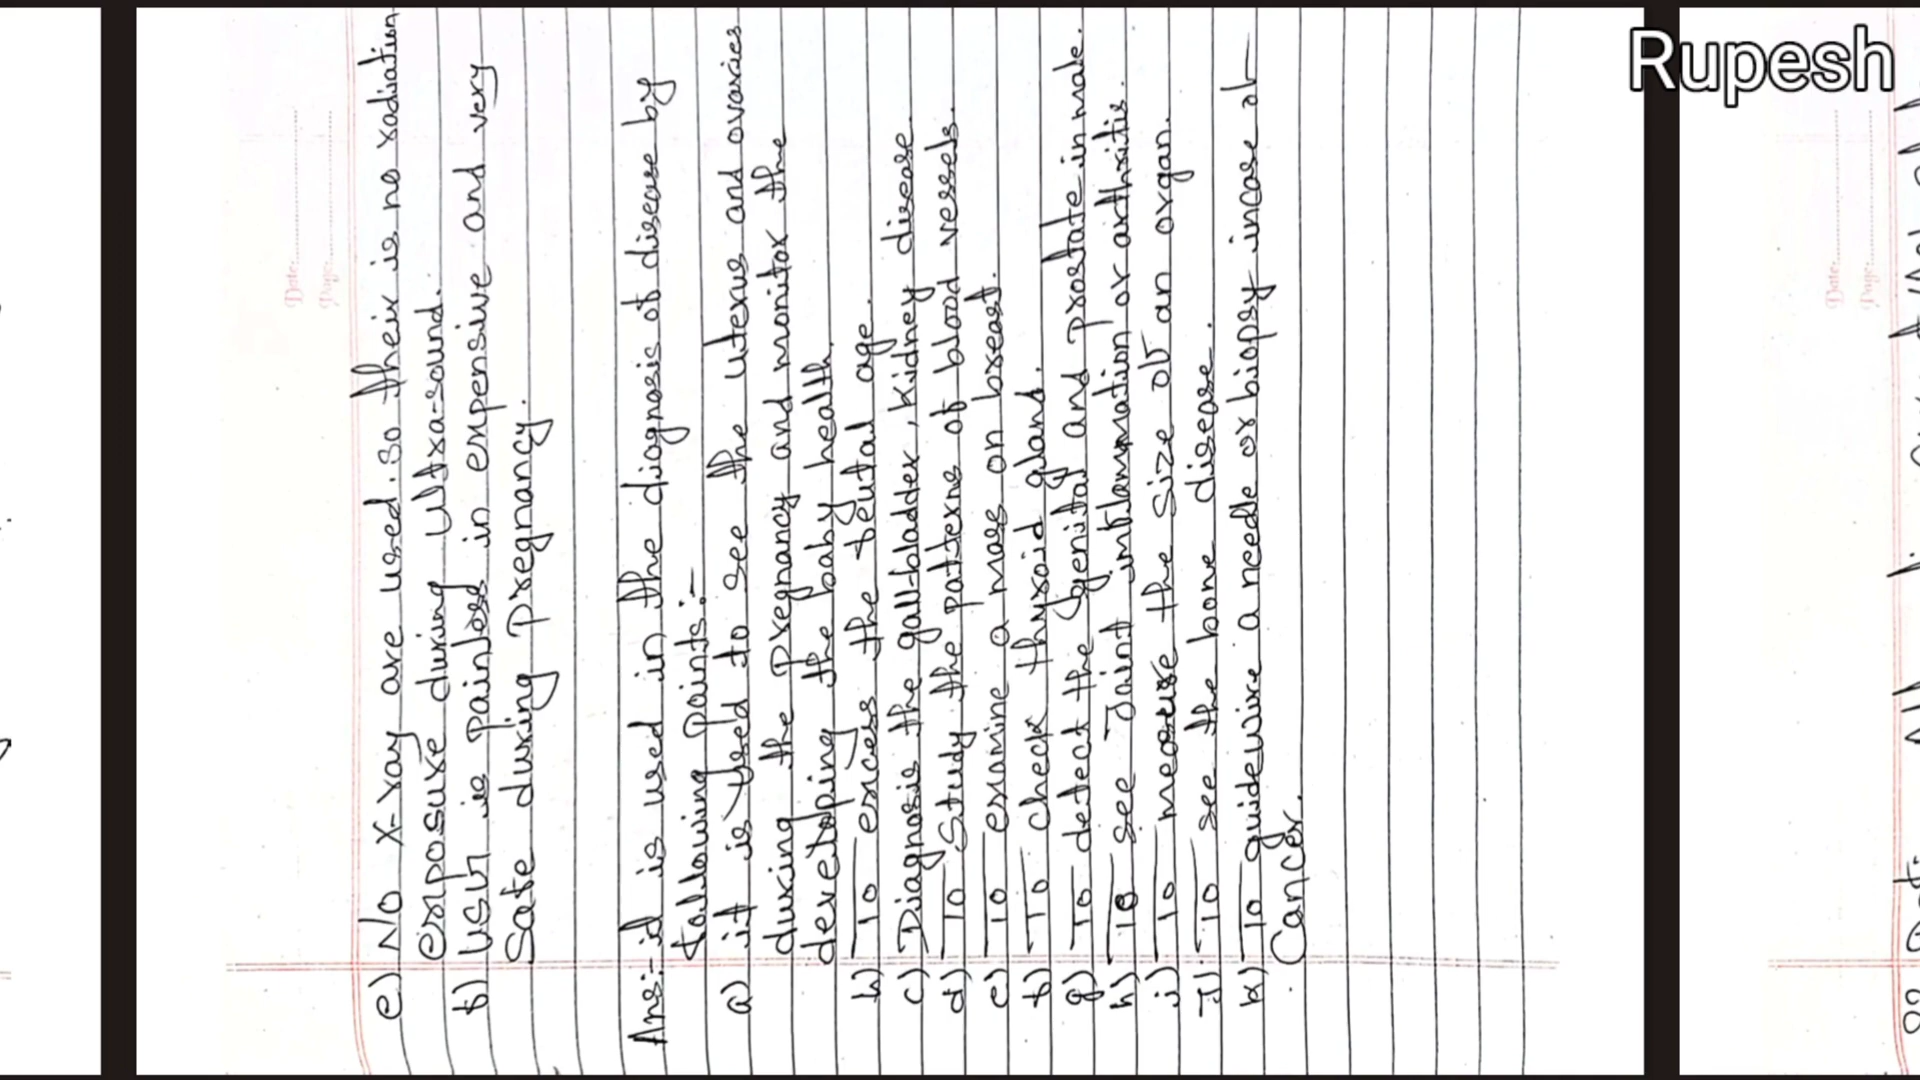 Rupesh
Date:
Page:
e) No x-ray are used. so their is no radiation
exposure during ultra-sound.
f) USG is painless in expensive and very
safe during pregnancy.
Ans:- it is used in the diagnosis of disease by
following points:-
a) it is used to see the uterus and ovaries
during the pregnancy and monitor the
developing the baby health.
b) To excess the feutal age.
c) Diagnosis the gall-bladder, kidney disease
d) To study the patterns of blood vessels.
e) To examine a mass on breast.
f) To check thyroid gland.
g) To detect the genital and prostate in male.
h) To see Joint imflammation or arthritis.
i) To measure the size of an organ.
J) To see the bone disease.
k) To guidewire a needle or biopsy incase of
Cancer.
Date:
Page: